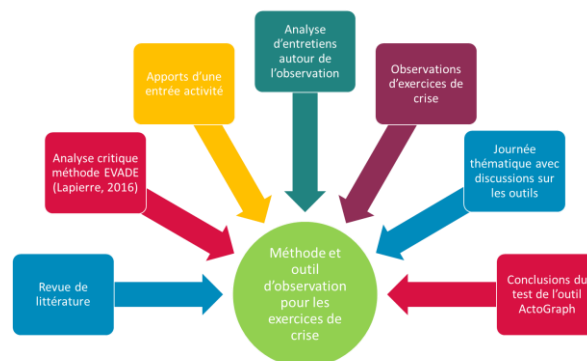 Revue de
littérature
Analyse critique
méthode EVADE
(Lapierre, 2016)
Apports d'une
entrée activité
Analyse
d'entretiens
autour de
l'observation
Observations
d'exercices de
crise
Journée
thématique avec
discussions sur
les outils
Conclusions du
test de l'outil
ActoGraph
Méthode et
outil
d'observation
pour les
exercices de
crise